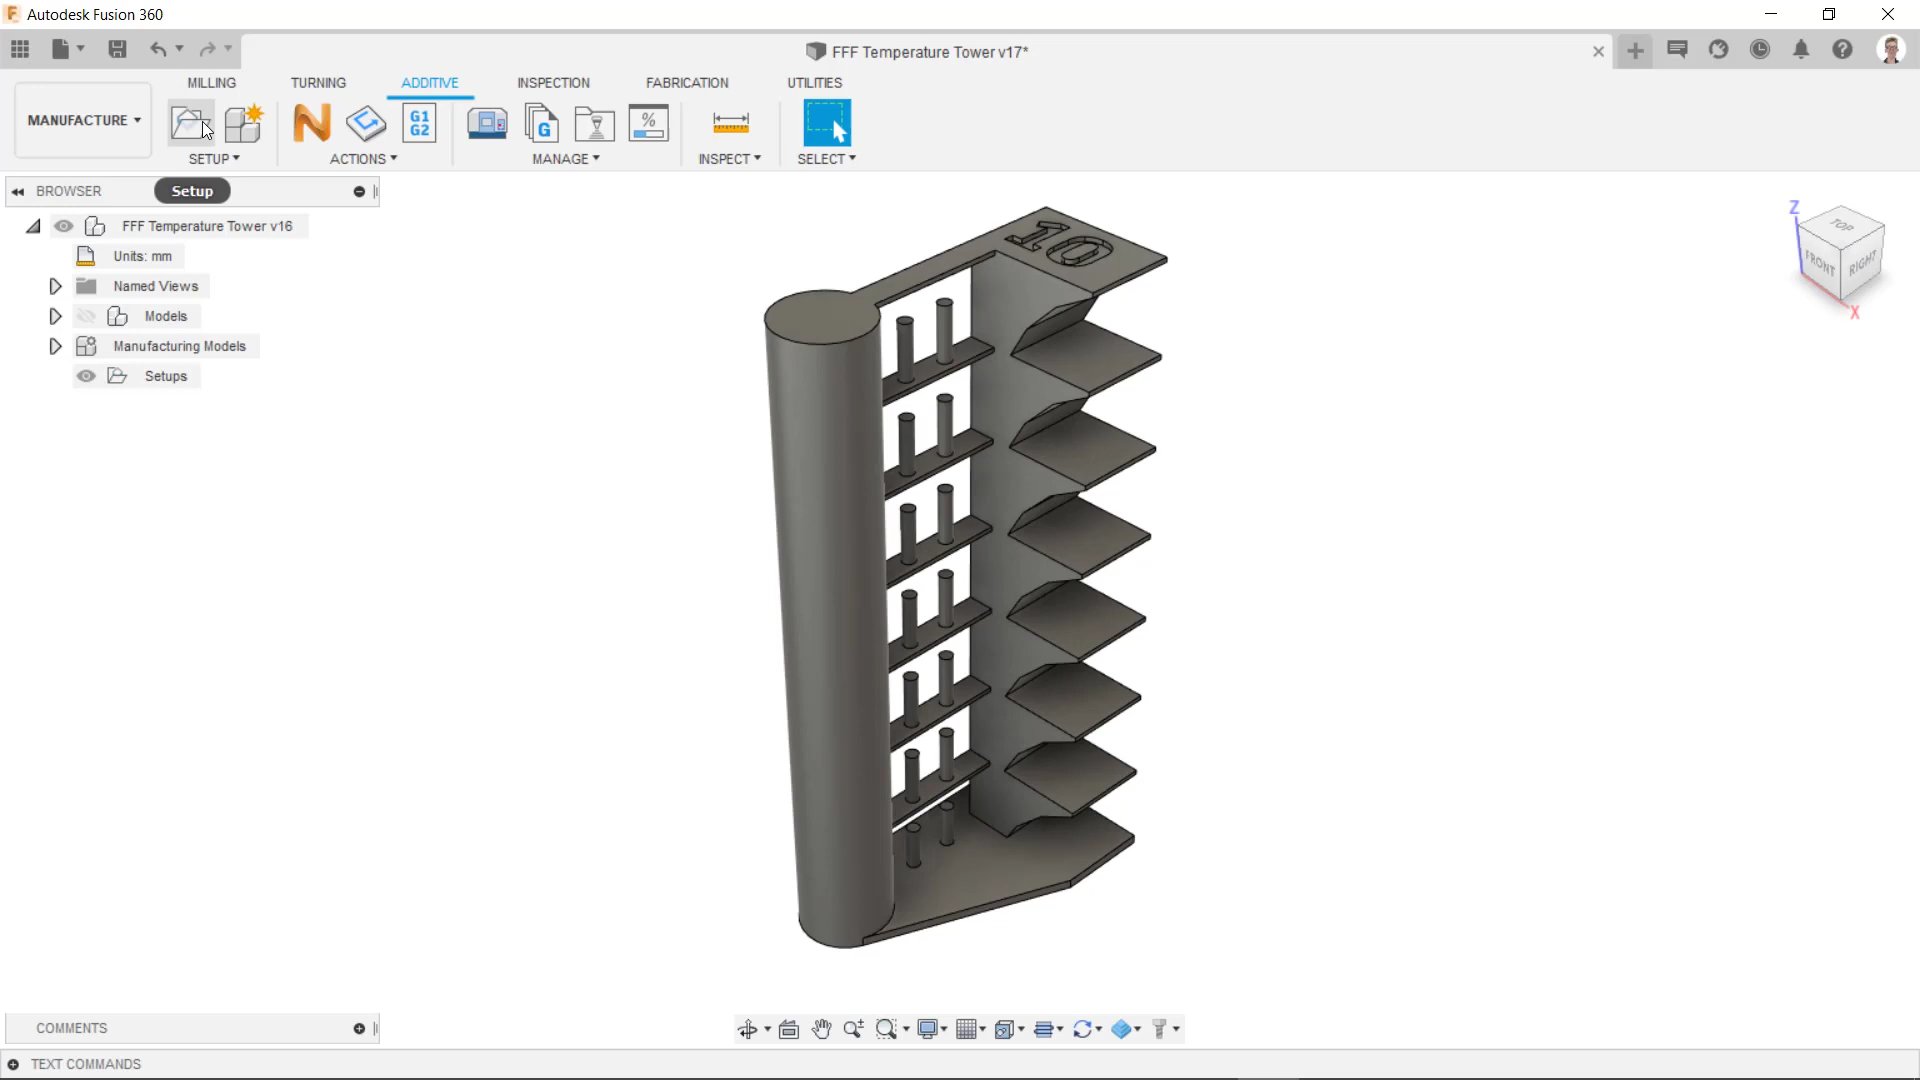 Autodesk Fusion 360
FFF Temperature Tower v17*
MILLING TURNING ADDITIVE INSPECTION FABRICATION UTILITIES
MANUFACTURE
G1
G2
G
%
SETUP ACTIONS MANAGE INSPECT SELECT
BROWSER
Setup
FFF Temperature Tower v16
Units: mm
Named Views
Models
Manufacturing Models
Setups
10
Z
TOP
FRONT
RIGHT
X
COMMENTS
TEXT COMMANDS